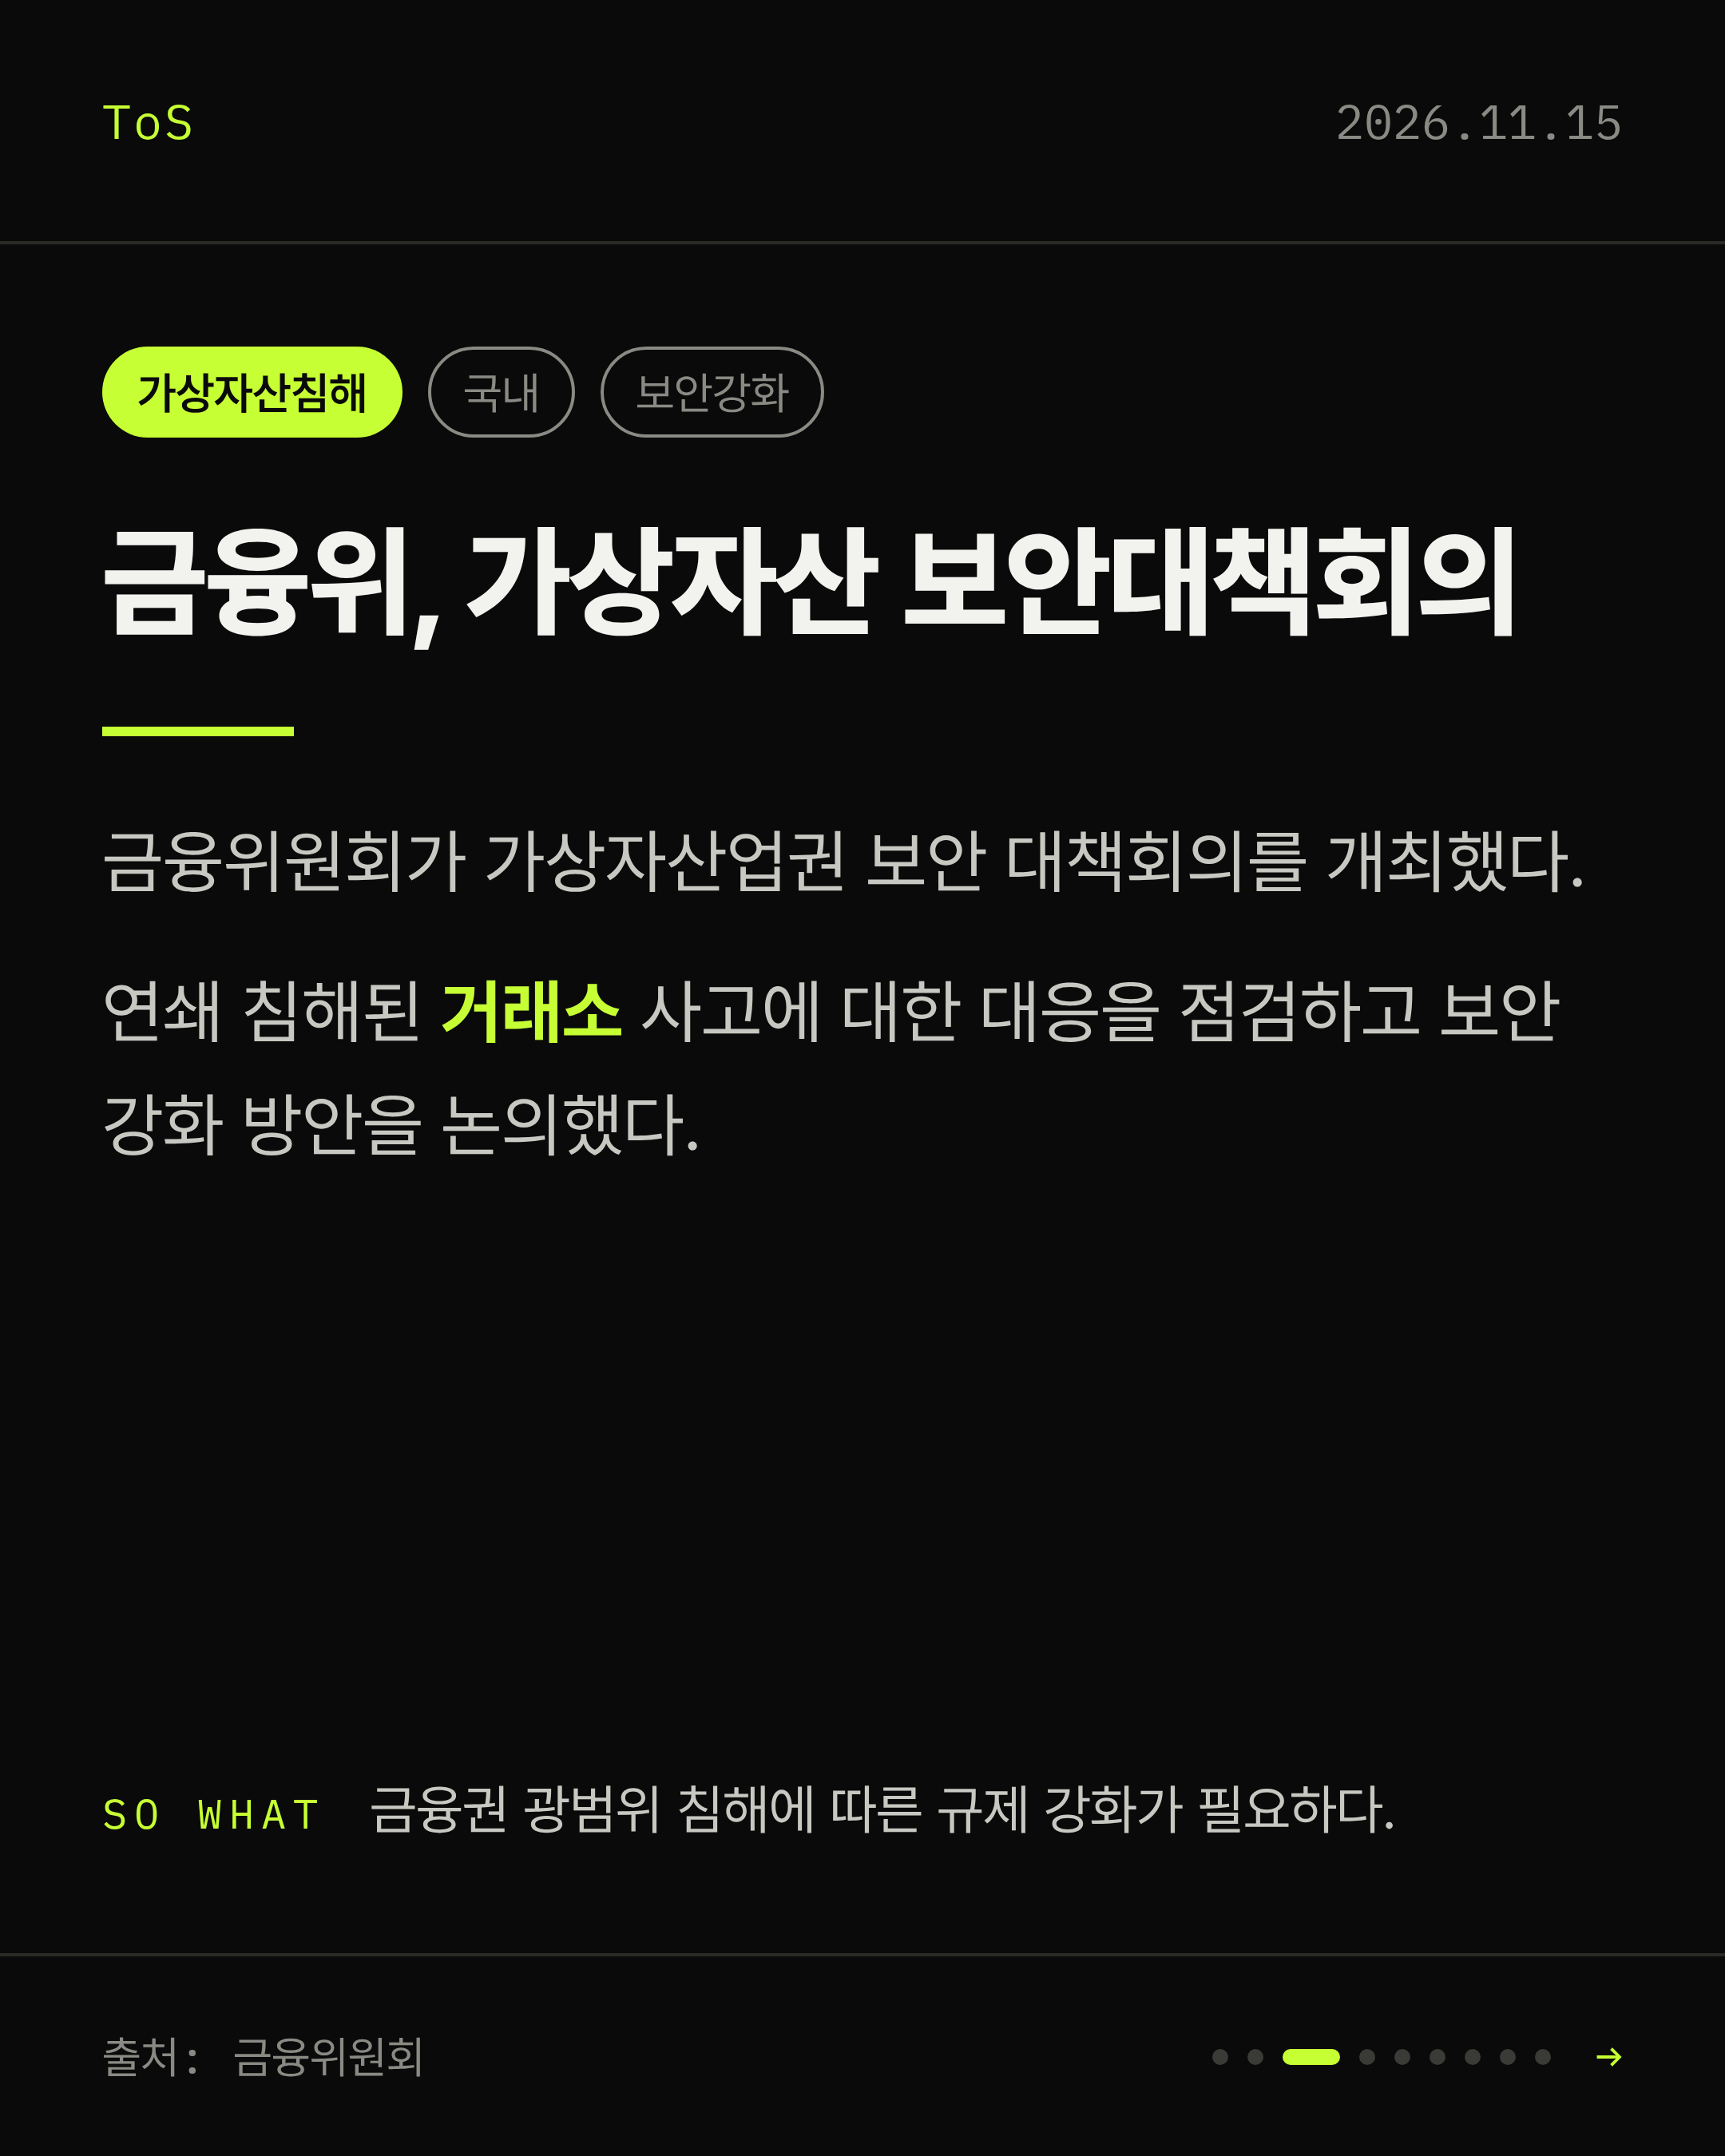 ToS
2026.11.15
가상자산침해
국내
보안강화
금융위, 가상자산 보안대책회의
금융위원회가 가상자산업권 보안 대책회의를 개최했다.
연쇄 침해된 거래소 사고에 대한 대응을 점검하고 보안
강화 방안을 논의했다.
SO WHAT 금융권 광범위 침해에 따른 규제 강화가 필요하다.
출처: 금융위원회
→